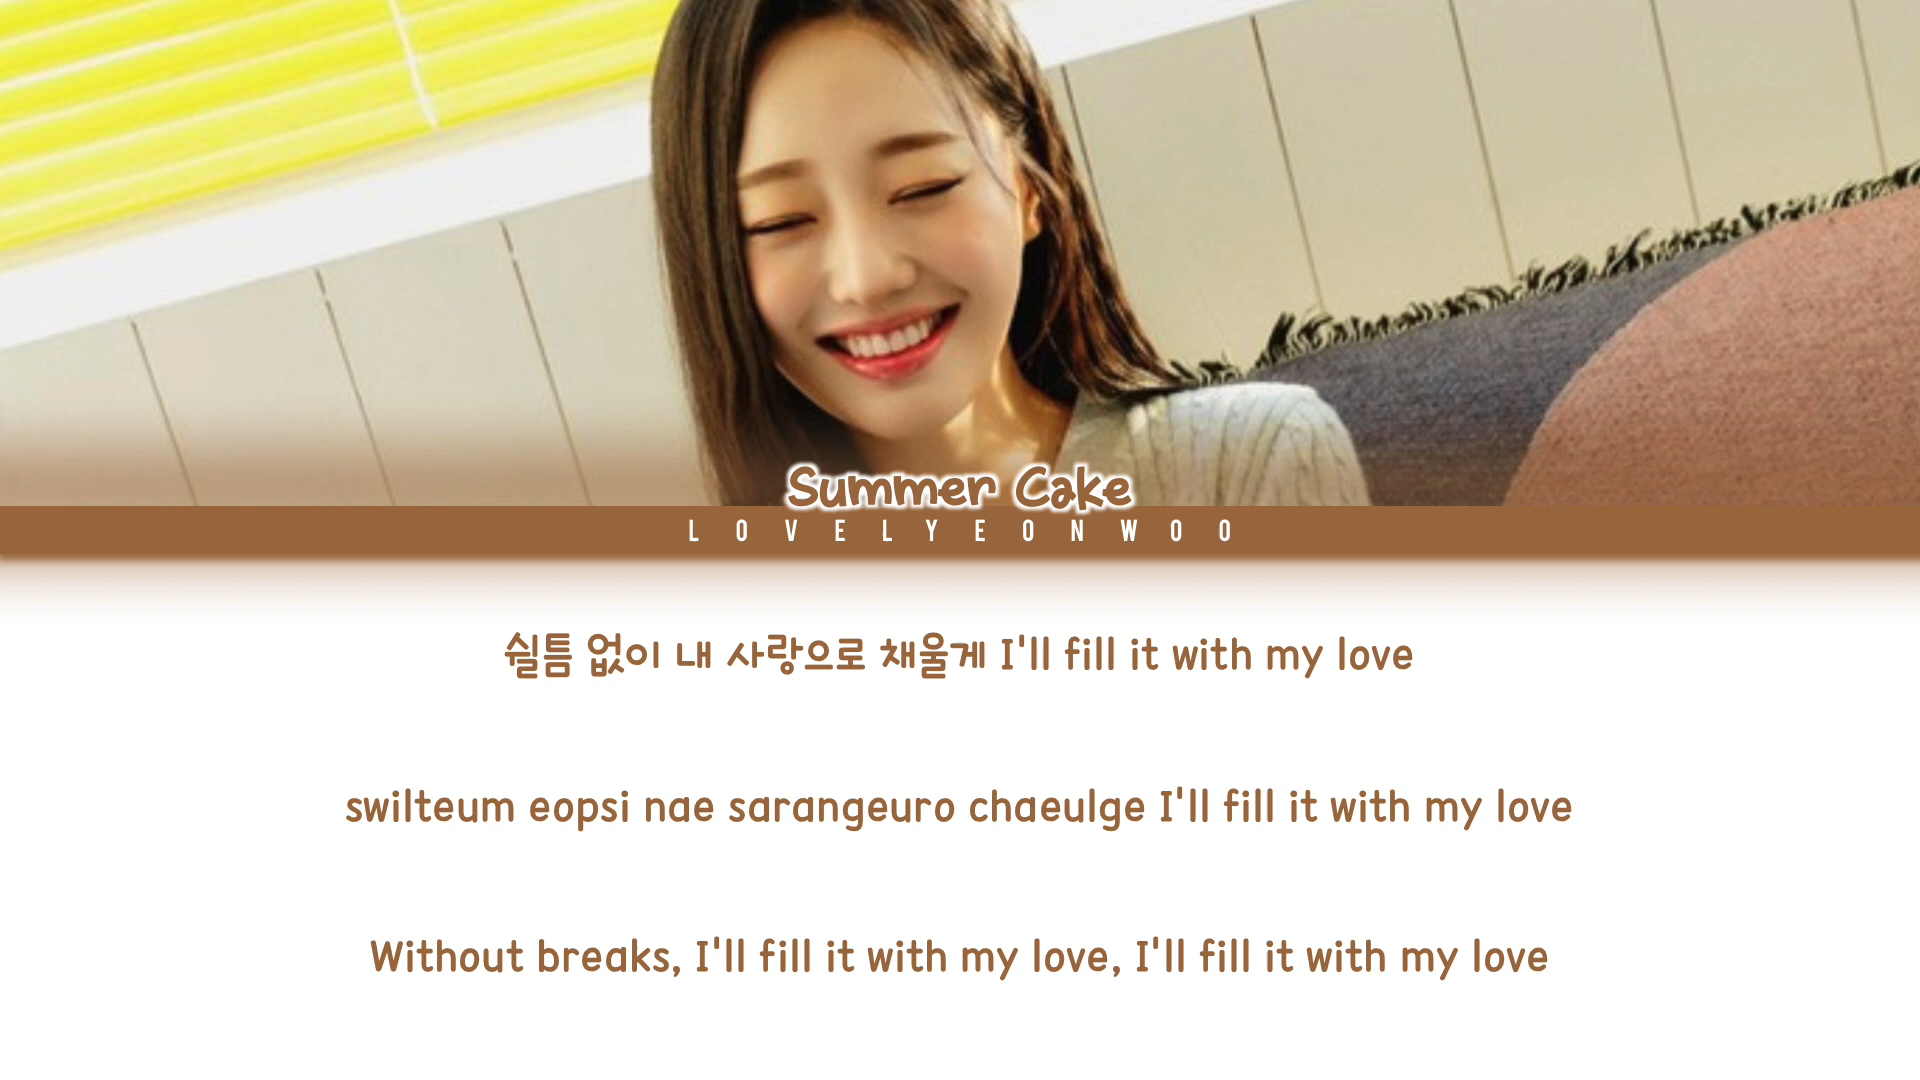 Summer Cake
LOVELYEONWOO
쉴틈 없이 내 사랑으로 채울게 I'll fill it with my love
swilteum eopsi nae sarangeuro chaeulge I'll fill it with my love
Without breaks, I'll fill it with my love, I'll fill it with my love